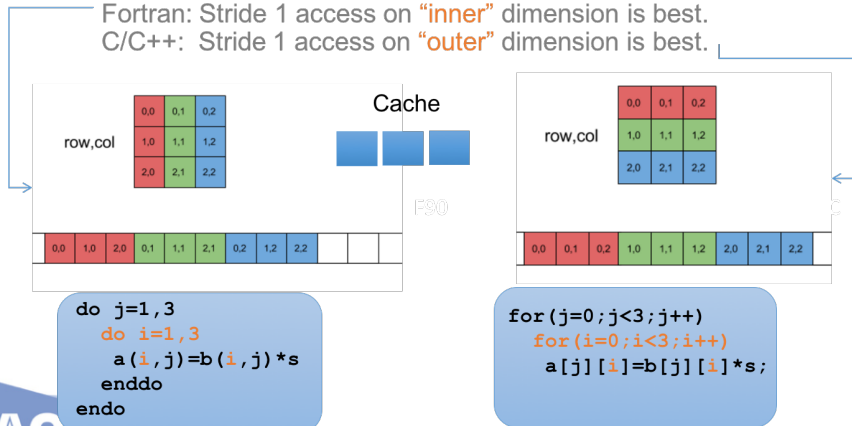 Fortran: Stride 1 access on “inner” dimension is best.
C/C++: Stride 1 access on “outer” dimension is best.
row,col
0,0 0,1 0,2
1,0 1,1 1,2
2,0 2,1 2,2
0,0 1,0 2,0 0,1 1,1 2,1 0,2 1,2 2,2
do j=1,3
do i=1,3
a(i,j)=b(i,j)*s
enddo
endo
Cache
F90
row,col
0,0 0,1 0,2
1,0 1,1 1,2
2,0 2,1 2,2
C
0,0 0,1 0,2 1,0 1,1 1,2 2,0 2,1 2,2
for(j=0;j<3;j++)
for(i=0;i<3;i++)
a[j][i]=b[j][i]*s;